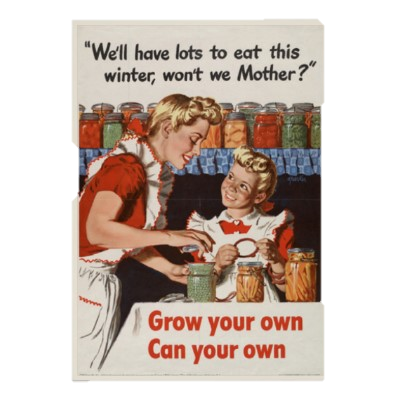 "We'll have lots to eat this
winter, won't we Mother?"
Grow your own
Can your own